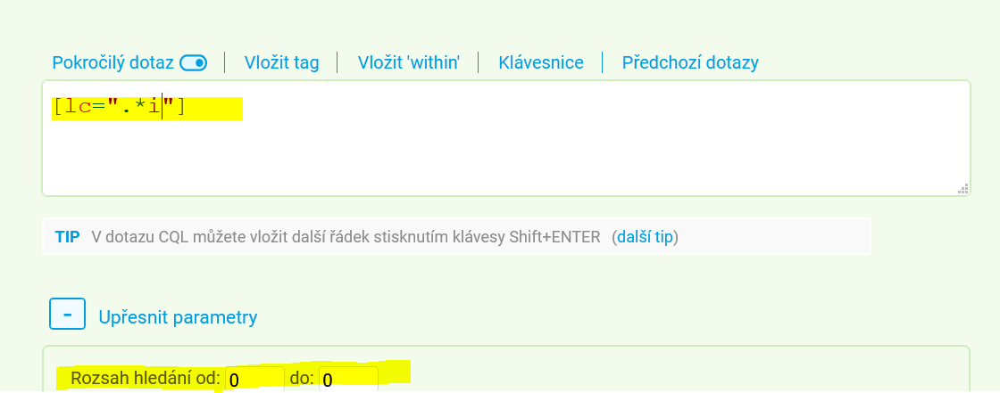 Pokročilý dotaz Vložit tag Vložit 'within' Klávesnice Předchozí dotazy
[lc=".*i"]
TIP V dotazu CQL můžete vložit další řádek stisknutím klávesy Shift+ENTER (další tip)
- Upřesnit parametry
Rozsah hledání od: 0 do: 0